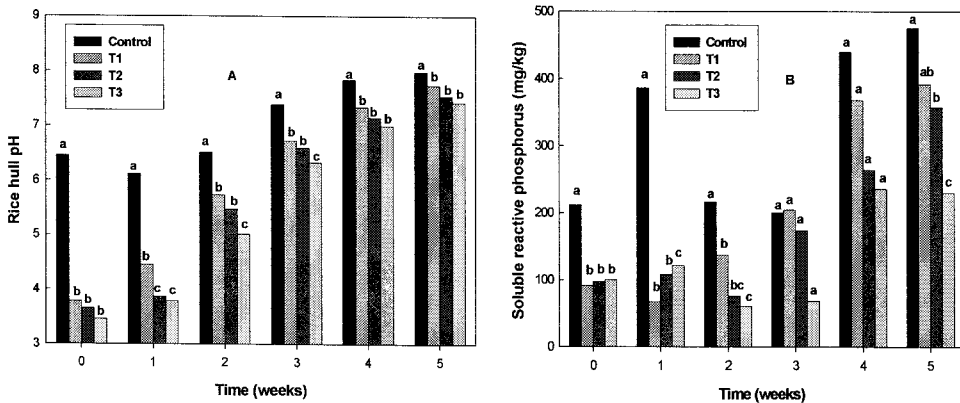 Rice hull pH
9
8
7
6
5
4
3
Control
T1
T2
T3
A
a
b
b
b
a
b
c
c
a
b
b
c
a
b
b
c
a
b
b
b
a
b
b
b
0 1 2 3 4 5
Time (weeks)
Soluble reactive phosphorus (mg/kg)
500
400
300
200
100
0
Control
T1
T2
T3
B
a
b b b
a
b
b
c
a
b
bc
c
a
a
a
a
a
a
a
a
a
ab
b
c
0 1 2 3 4 5
Time (weeks)